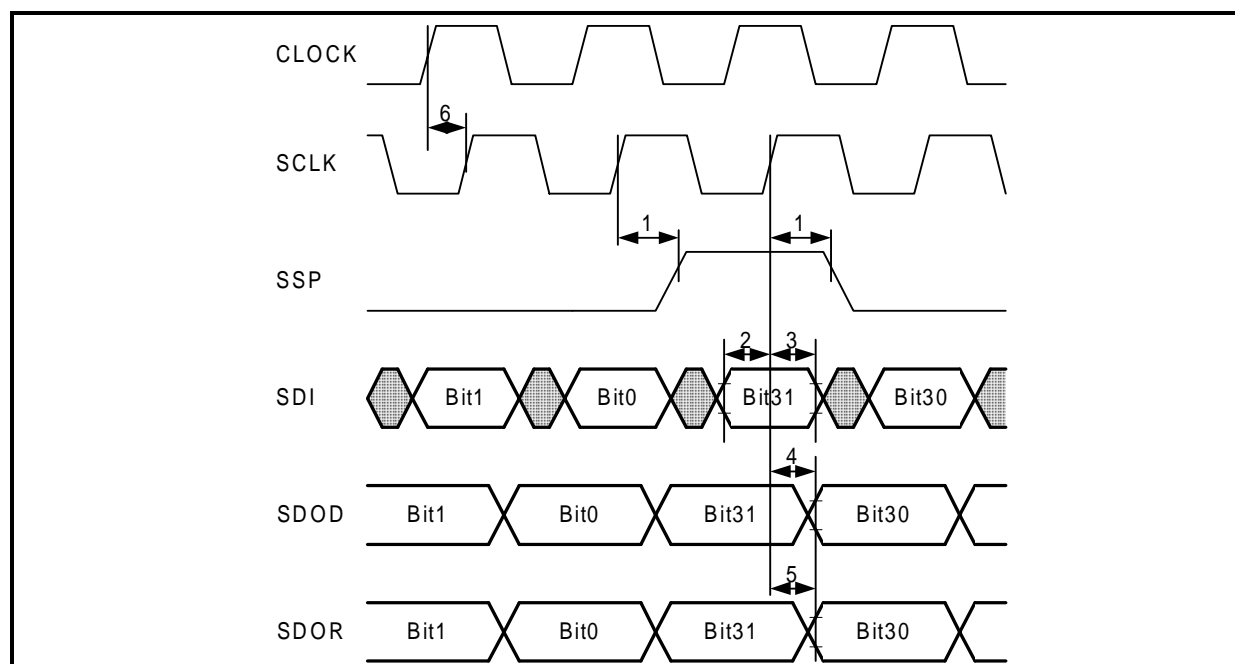 CLOCK
6
SCLK
1 1
SSP
2 3
SDI Bit1 Bit0 Bit31 Bit30
4
SDOD Bit1 Bit0 Bit31 Bit30
5
SDOR Bit1 Bit0 Bit31 Bit30